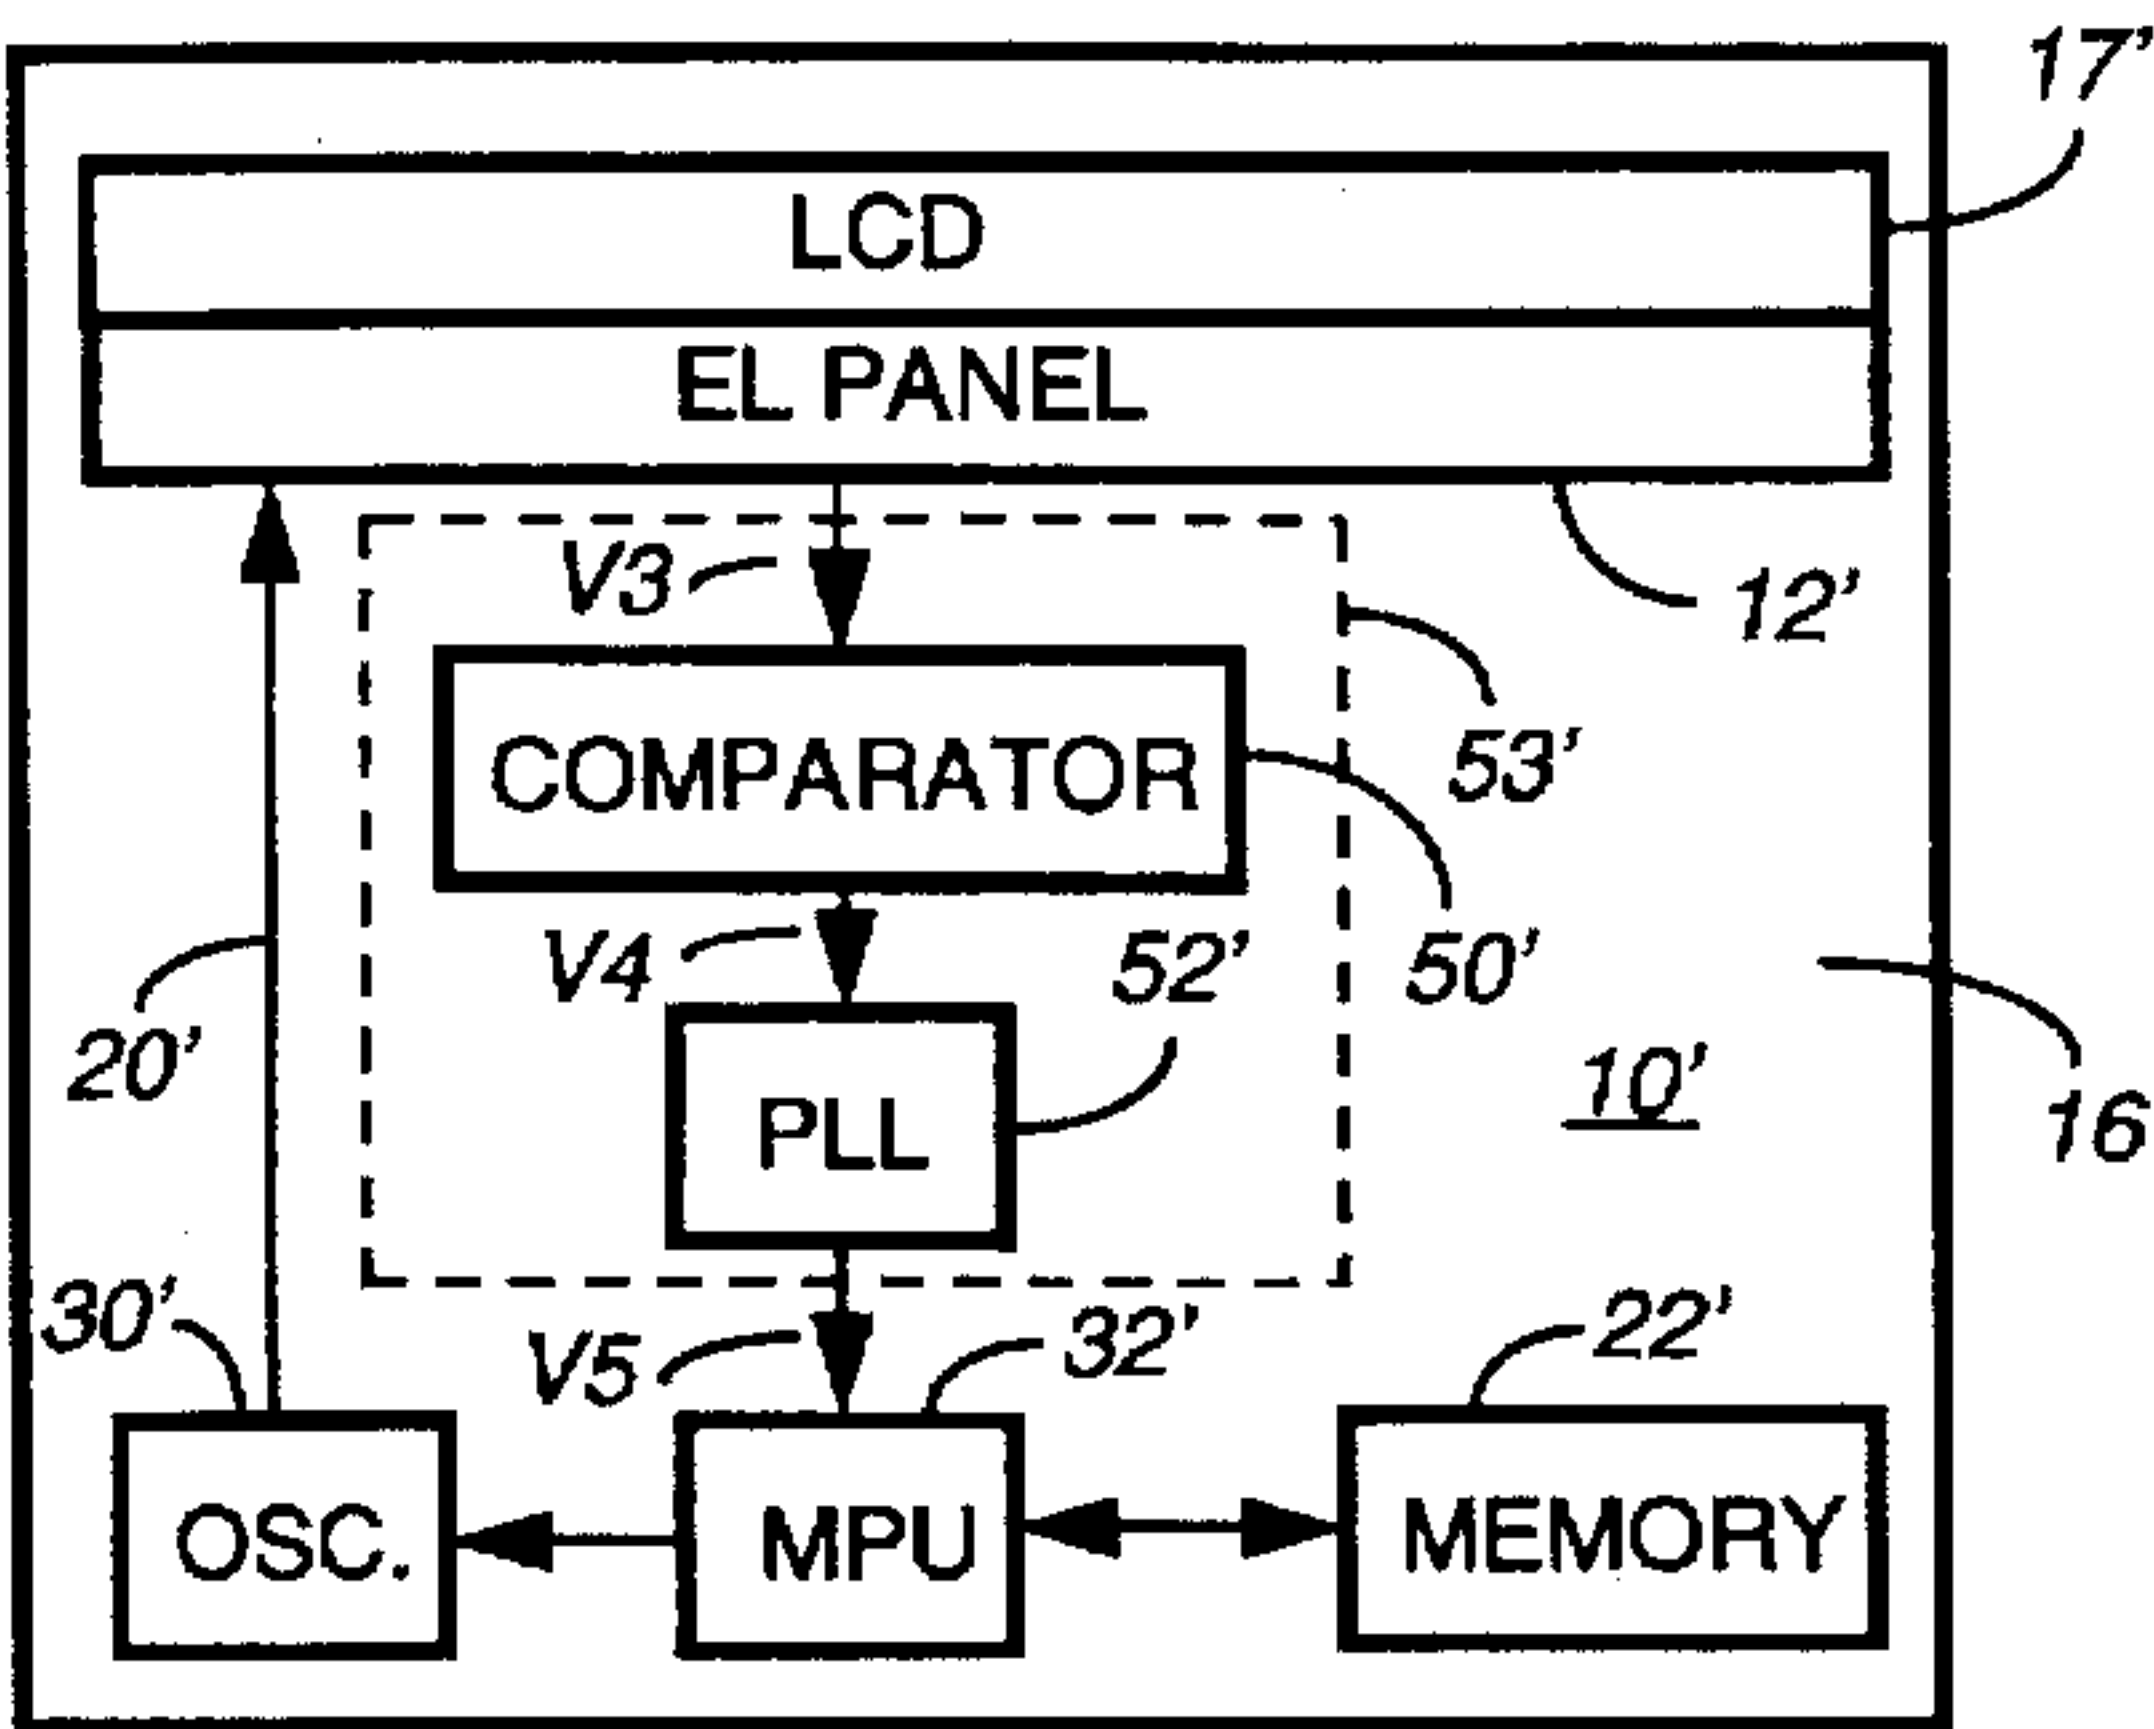 17'
LCD
EL PANEL
V3
12'
COMPARATOR
53'
V4
52'
50'
20'
PLL
10'
16
30'
V5
32'
22'
OSC.
MPU
MEMORY